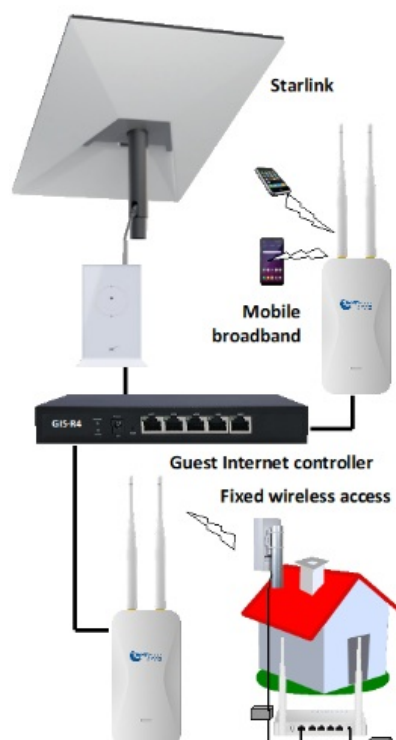 Starlink
Mobile
broadband
GIS-R4
Guest Internet controller
Fixed wireless access